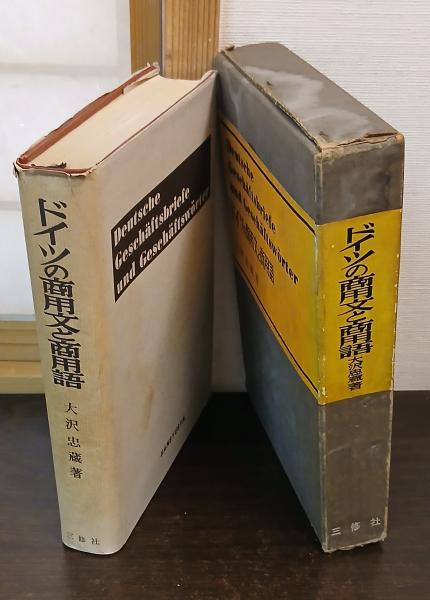 ドイツの商用文と商用語
大沢忠蔵著
三修社
Deutsche
Geschäftsbriefe
und Geschäftswörter
Deutsche
Geschäftsbriefe
und Geschäftswörter
ドイツの商用文と商用語
大沢忠蔵著
三修社